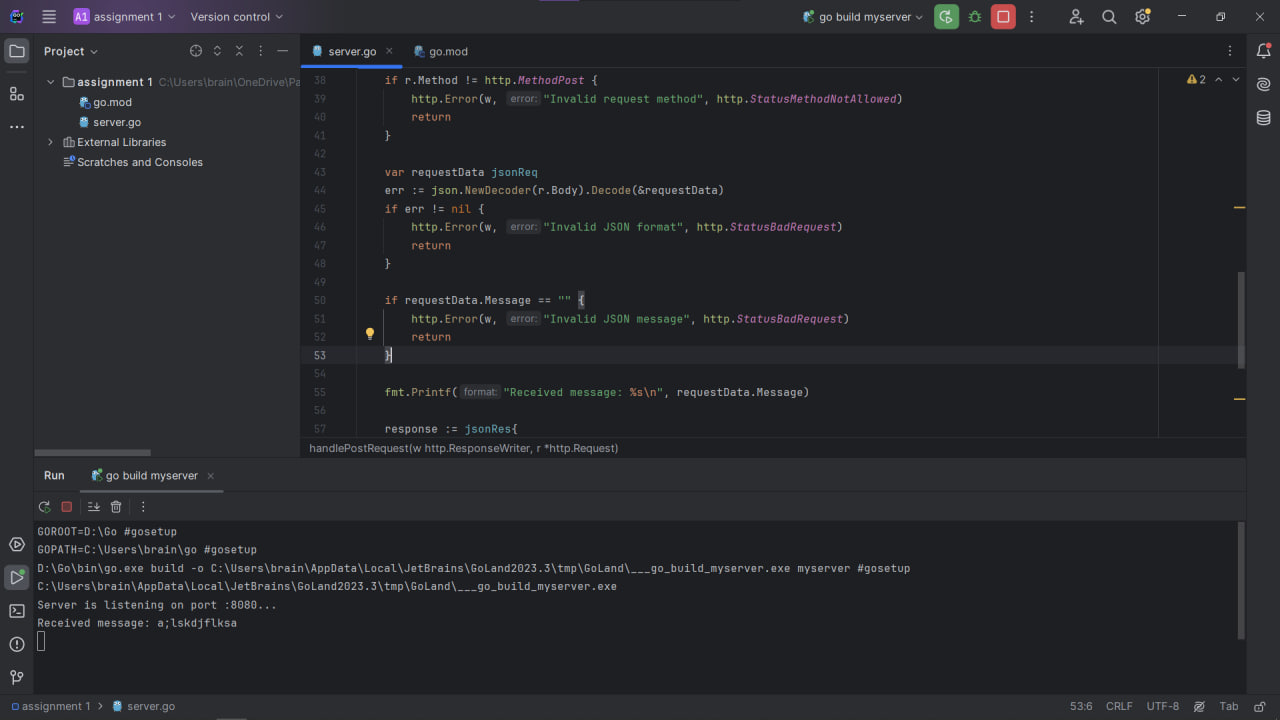 A1 assignment 1 Version control go build myserver
Project
server.go go.mod
assignment 1 C:\Users\brain\OneDrive\Pa
go.mod
server.go
External Libraries
Scratches and Consoles
2
38 if r.Method != http.MethodPost {
39 http.Error(w, error: "Invalid request method", http.StatusMethodNotAllowed)
40 return
41 }
42
43 var requestData jsonReq
44 err := json.NewDecoder(r.Body).Decode(&requestData)
45 if err != nil {
46 http.Error(w, error: "Invalid JSON format", http.StatusBadRequest)
47 return
48 }
49
50 if requestData.Message == "" {
51 http.Error(w, error: "Invalid JSON message", http.StatusBadRequest)
52 return
53 }
54
55 fmt.Printf( format: "Received message: %s\n", requestData.Message)
56
57 response := jsonRes{
handlePostRequest(w http.ResponseWriter, r *http.Request)
Run go build myserver
GOROOT=D:\Go #gosetup
GOPATH=C:\Users\brain\go #gosetup
D:\Go\bin\go.exe build -o C:\Users\brain\AppData\Local\JetBrains\GoLand2023.3\tmp\GoLand\___go_build_myserver.exe myserver #gosetup
C:\Users\brain\AppData\Local\JetBrains\GoLand2023.3\tmp\GoLand\___go_build_myserver.exe
Server is listening on port :8080...
Received message: a;lskdjflksa
assignment 1 server.go 53:6 CRLF UTF-8 Tab